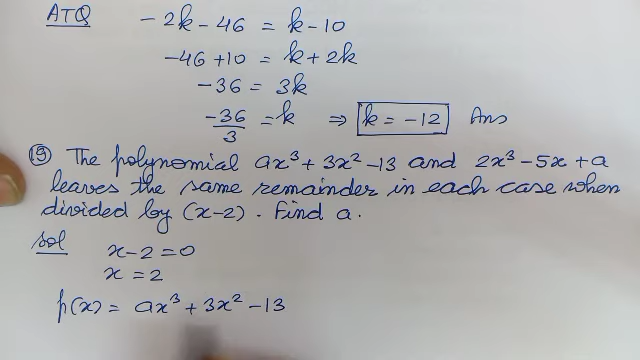 ATQ -2k-46 = k-10
-46+10 = k+2k
-36 = 3k
-36/3 = k ⇒ k = -12 Ans
(19) The polynomial ax³+3x²-13 and 2x³-5x+a
leaves the same remainder in each case when
divided by (x-2). Find a.
Sol x-2=0
x=2
p(x) = ax³+3x²-13